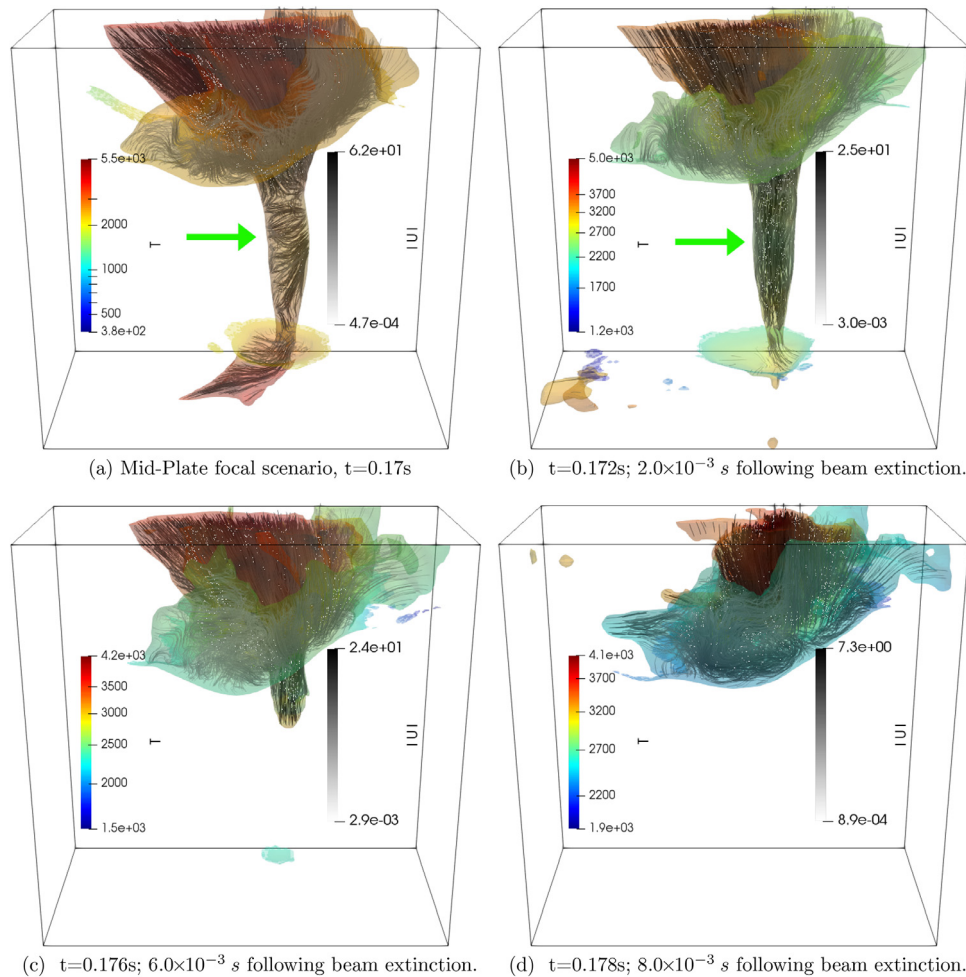 5.5e+03
2000
1000
500
3.8e+02
T
6.2e+01
4.7e-04
|U|
(a) Mid-Plate focal scenario, t=0.17s
5.0e+03
3700
3200
2700
2200
1700
1.2e+03
T
2.5e+01
3.0e-03
|U|
(b) t=0.172s; 2.0×10⁻³ s following beam extinction.
4.2e+03
3500
3000
2500
2000
1.5e+03
T
2.4e+01
2.9e-03
|U|
(c) t=0.176s; 6.0×10⁻³ s following beam extinction.
4.1e+03
3700
3200
2700
2200
1.9e+03
T
7.3e+00
8.9e-04
|U|
(d) t=0.178s; 8.0×10⁻³ s following beam extinction.